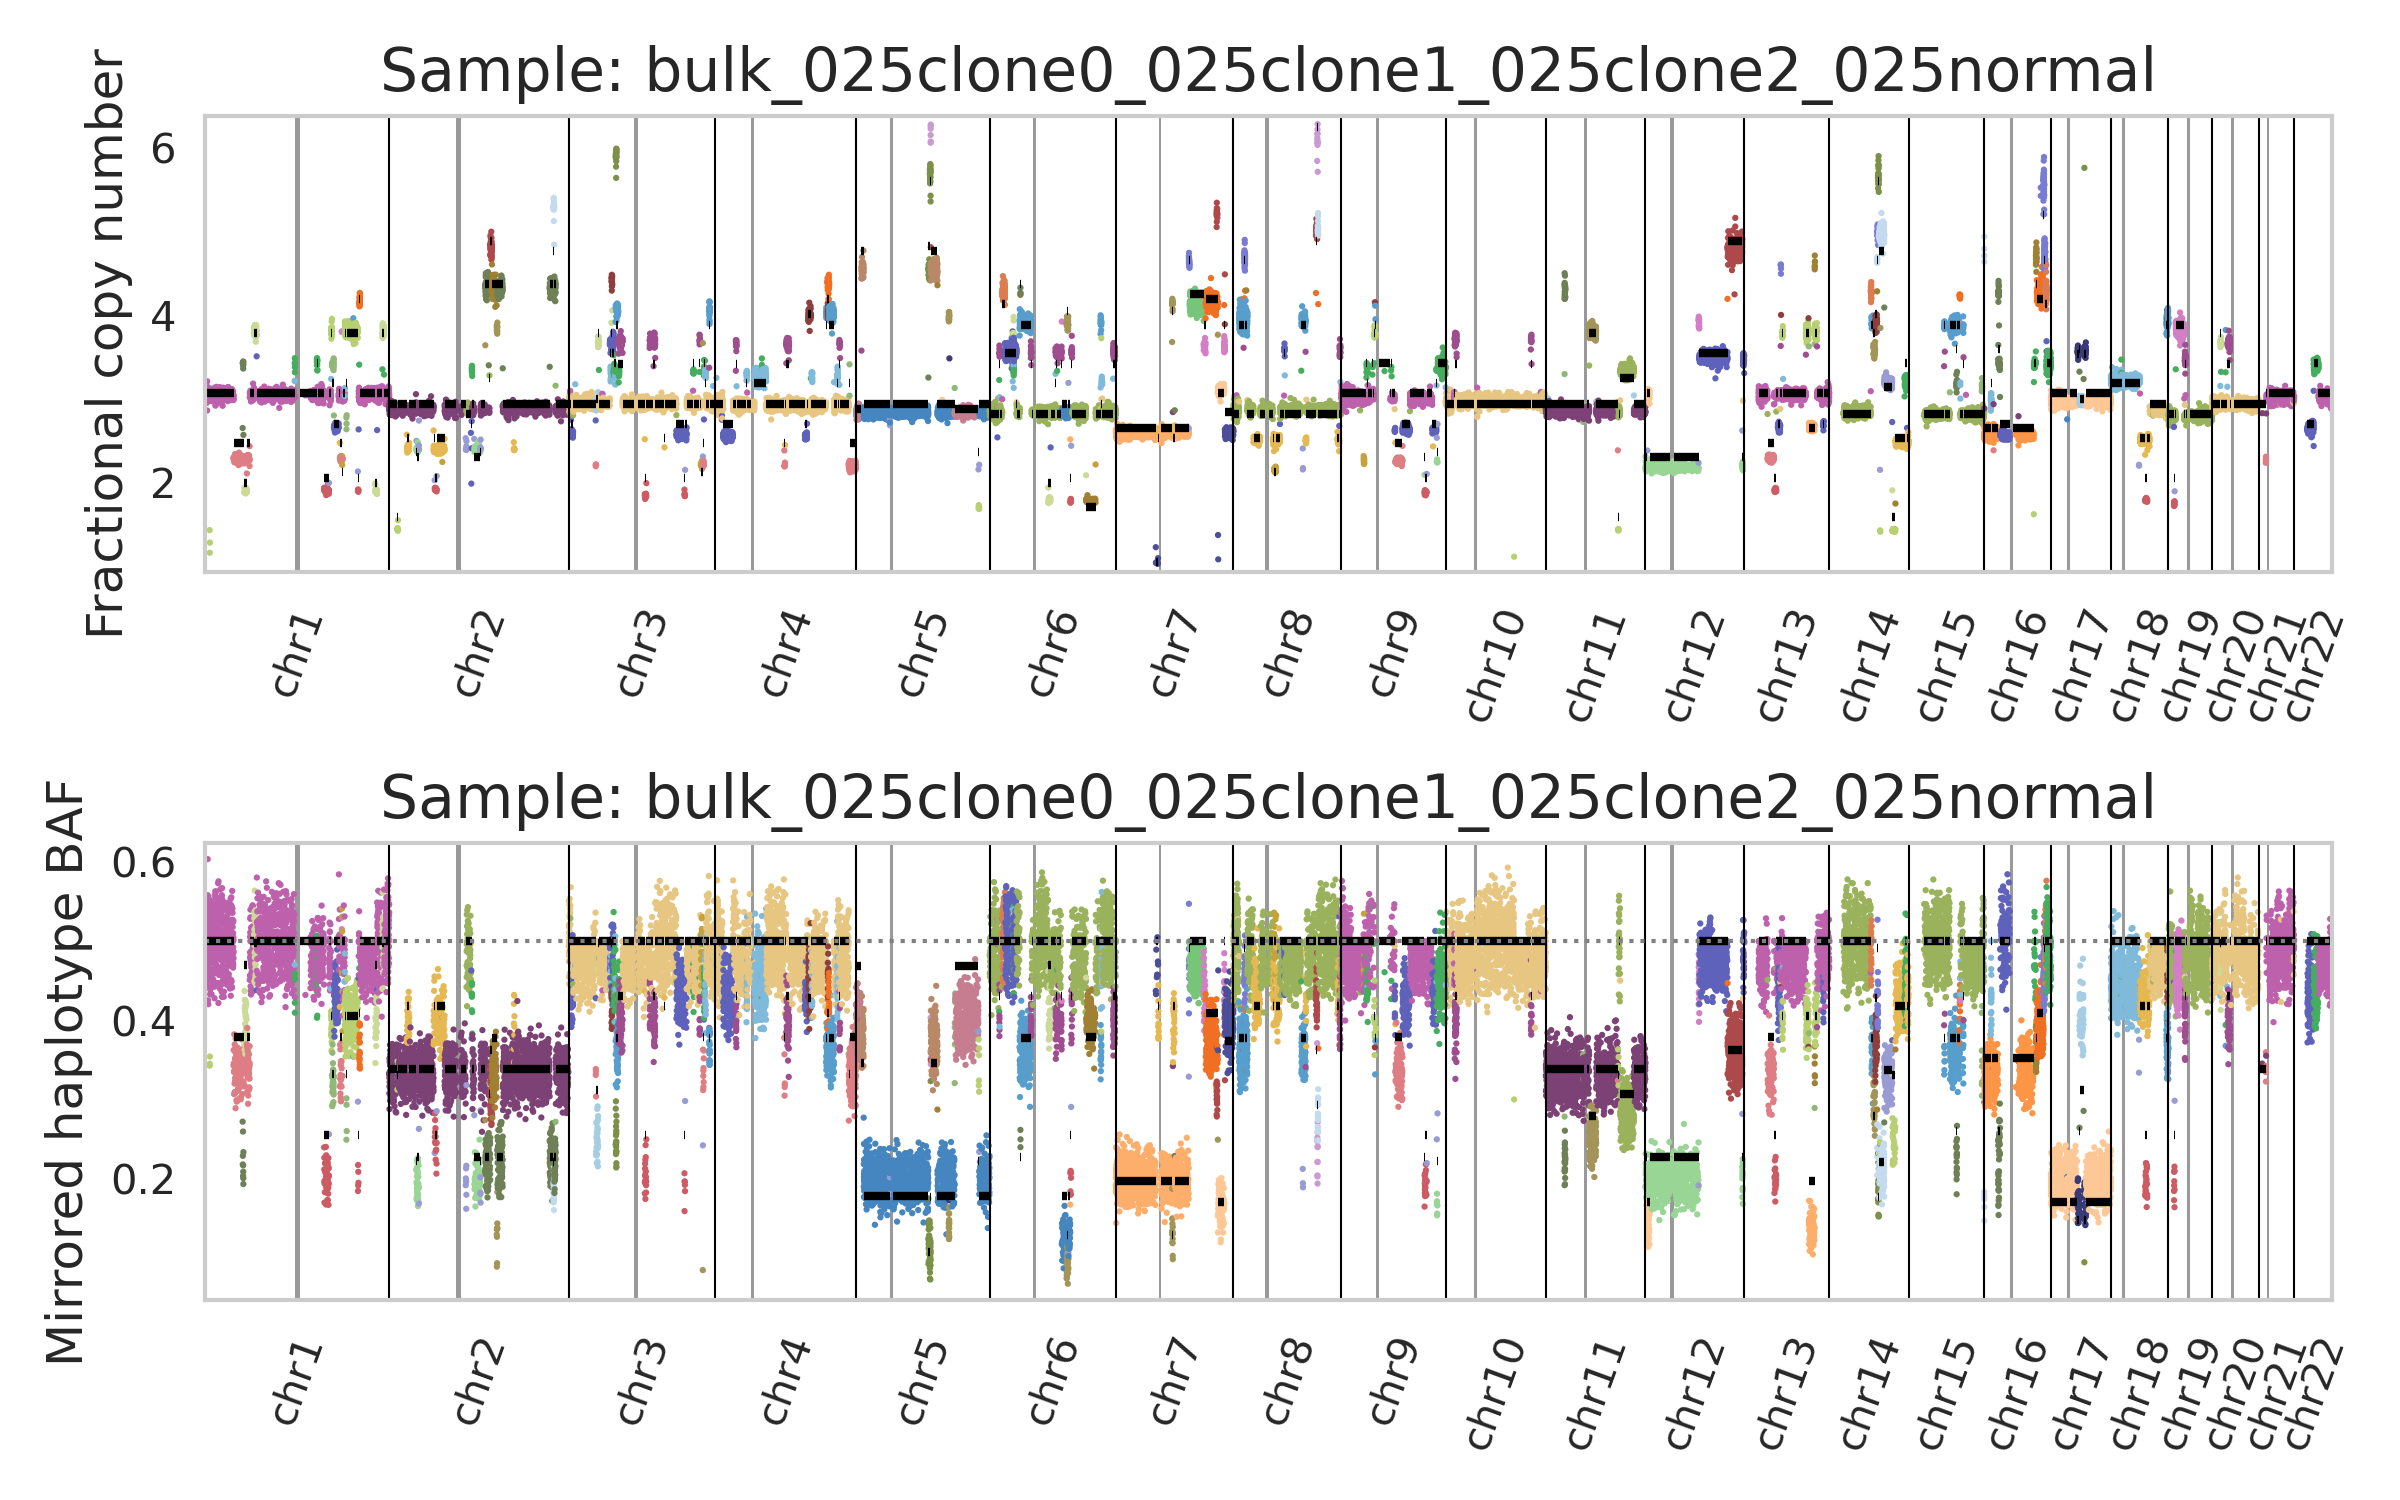 Sample: bulk_025clone0_025clone1_025clone2_025normal
Fractional copy number
6
4
2
chr1
chr2
chr3
chr4
chr5
chr6
chr7
chr8
chr9
chr10
chr11
chr12
chr13
chr14
chr15
chr16
chr17
chr18
chr19
chr20
chr21
chr22
Sample: bulk_025clone0_025clone1_025clone2_025normal
Mirrored haplotype BAF
0.6
0.4
0.2
chr1
chr2
chr3
chr4
chr5
chr6
chr7
chr8
chr9
chr10
chr11
chr12
chr13
chr14
chr15
chr16
chr17
chr18
chr19
chr20
chr21
chr22